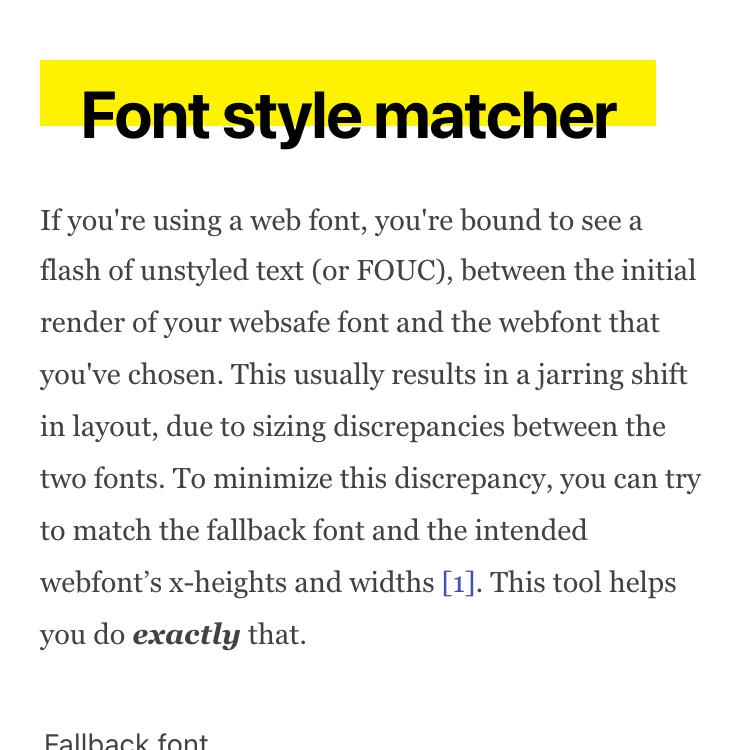 Font style matcher
If you're using a web font, you're bound to see a
flash of unstyled text (or FOUC), between the initial
render of your websafe font and the webfont that
you've chosen. This usually results in a jarring shift
in layout, due to sizing discrepancies between the
two fonts. To minimize this discrepancy, you can try
to match the fallback font and the intended
webfont’s x-heights and widths [1]. This tool helps
you do exactly that.
Fallback font